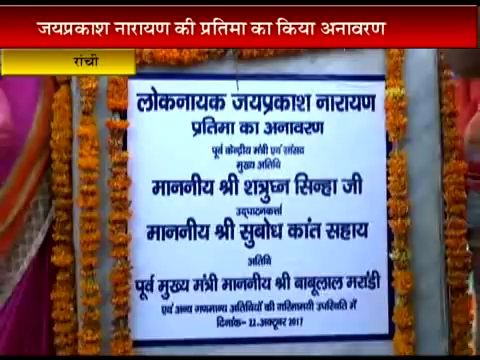 जयप्रकाश नारायण की प्रतिमा का किया अनावरण
रांची
लोकनायक जयप्रकाश नारायण
प्रतिमा का अनावरण
पूर्व केन्द्रीय मंत्री एवं सांसद
मुख्य अतिथि
माननीय श्री शत्रुघ्न सिन्हा जी
उद्घाटनकर्त्ता
माननीय श्री सुबोध कांत सहाय
अतिथि
पूर्व मुख्य मंत्री माननीय श्री बाबूलाल मरांडी
एवं अन्य गणमान्य अतिथियों की गरिमामयी उपस्थिति में
दिनांक- 11.अक्टूबर 2017